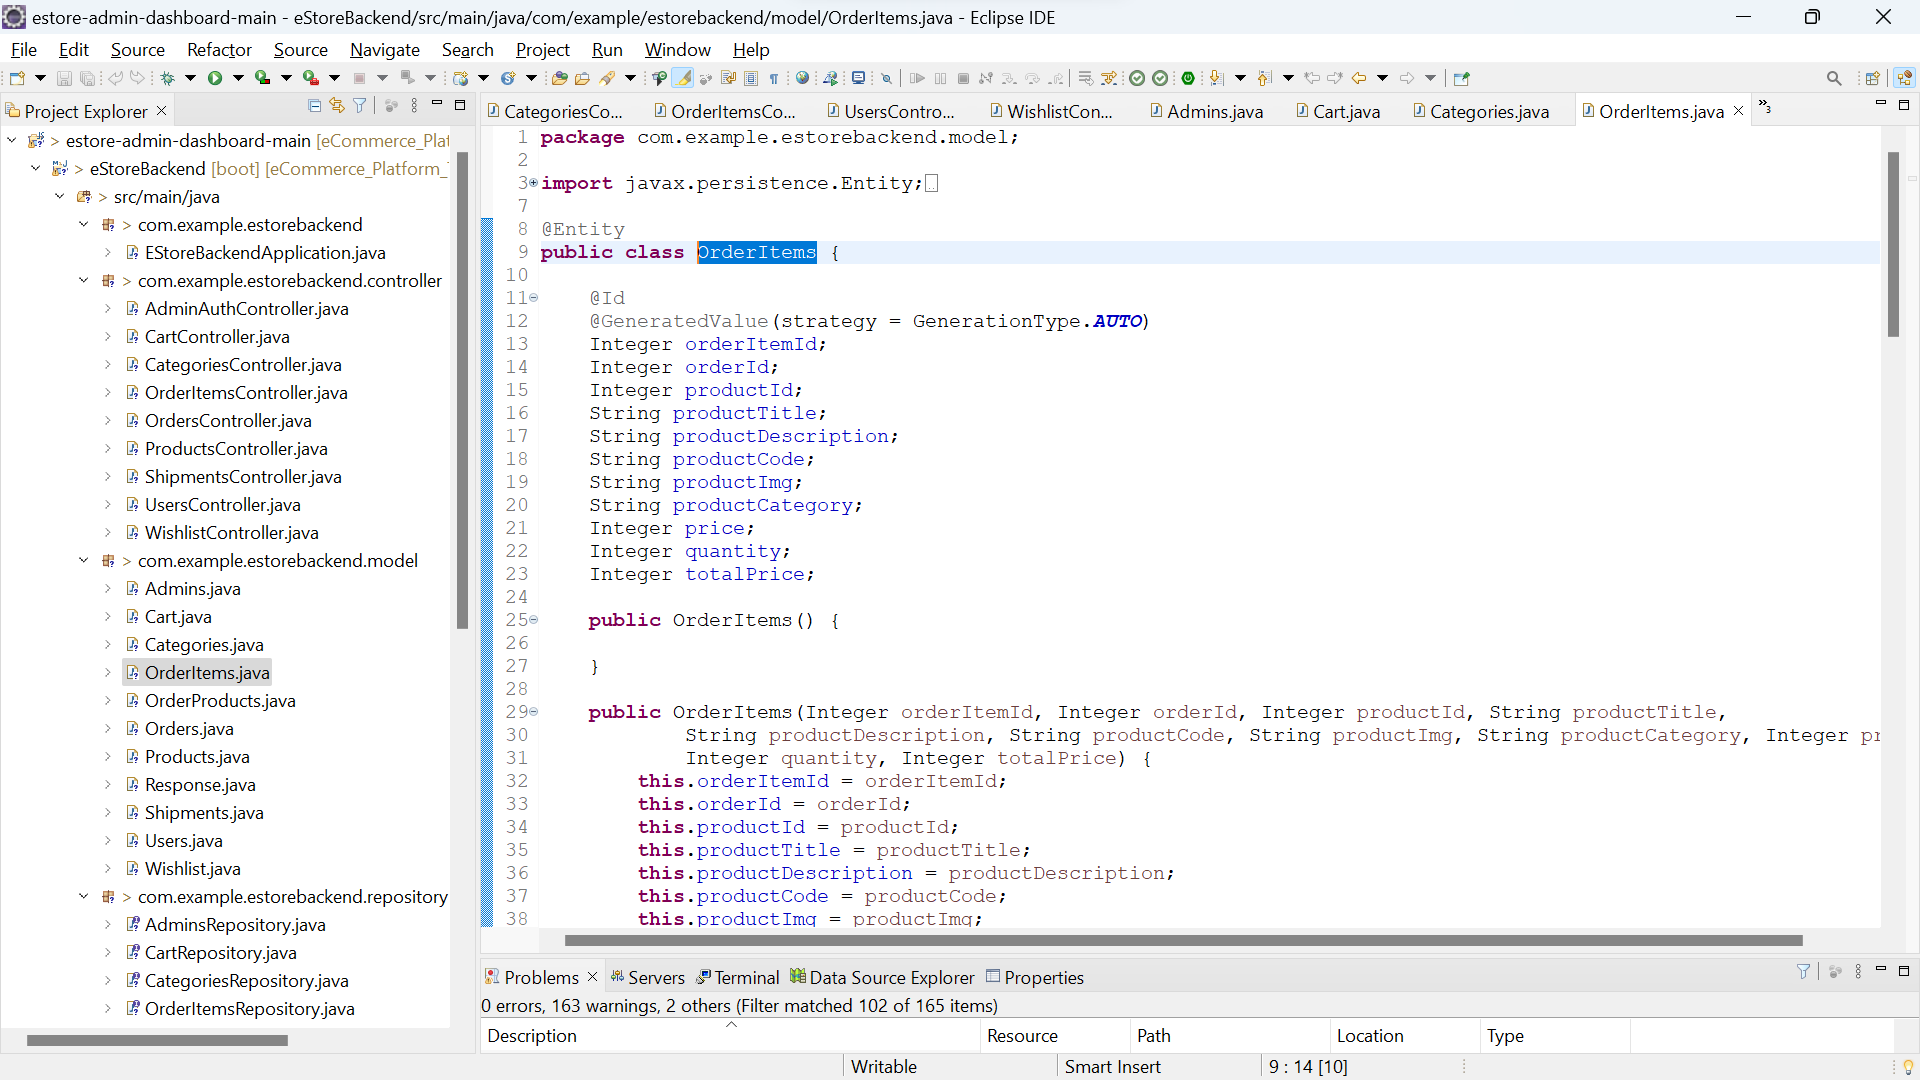 estore-admin-dashboard-main - eStoreBackend/src/main/java/com/example/estorebackend/model/OrderItems.java - Eclipse IDE
File Edit Source Refactor Source Navigate Search Project Run Window Help
Project Explorer
> estore-admin-dashboard-main [eCommerce_Plat
> eStoreBackend [boot] [eCommerce_Platform_
> src/main/java
> com.example.estorebackend
EStoreBackendApplication.java
> com.example.estorebackend.controller
AdminAuthController.java
CartController.java
CategoriesController.java
OrderItemsController.java
OrdersController.java
ProductsController.java
ShipmentsController.java
UsersController.java
WishlistController.java
> com.example.estorebackend.model
Admins.java
Cart.java
Categories.java
OrderItems.java
OrderProducts.java
Orders.java
Products.java
Response.java
Shipments.java
Users.java
Wishlist.java
> com.example.estorebackend.repository
AdminsRepository.java
CartRepository.java
CategoriesRepository.java
OrderItemsRepository.java
CategoriesCo... OrderItemsCo... UsersContro... WishlistCon... Admins.java Cart.java Categories.java OrderItems.java »3
1 package com.example.estorebackend.model;
2
3 import javax.persistence.Entity;
7
8 @Entity
9 public class OrderItems {
10
11 @Id
12 @GeneratedValue(strategy = GenerationType.AUTO)
13 Integer orderItemId;
14 Integer orderId;
15 Integer productId;
16 String productTitle;
17 String productDescription;
18 String productCode;
19 String productImg;
20 String productCategory;
21 Integer price;
22 Integer quantity;
23 Integer totalPrice;
24
25 public OrderItems() {
26
27 }
28
29 public OrderItems(Integer orderItemId, Integer orderId, Integer productId, String productTitle,
30 String productDescription, String productCode, String productImg, String productCategory, Integer pr
31 Integer quantity, Integer totalPrice) {
32 this.orderItemId = orderItemId;
33 this.orderId = orderId;
34 this.productId = productId;
35 this.productTitle = productTitle;
36 this.productDescription = productDescription;
37 this.productCode = productCode;
38 this.productImg = productImg;
Problems Servers Terminal Data Source Explorer Properties
0 errors, 163 warnings, 2 others (Filter matched 102 of 165 items)
Description Resource Path Location Type
Writable Smart Insert 9 : 14 [10]